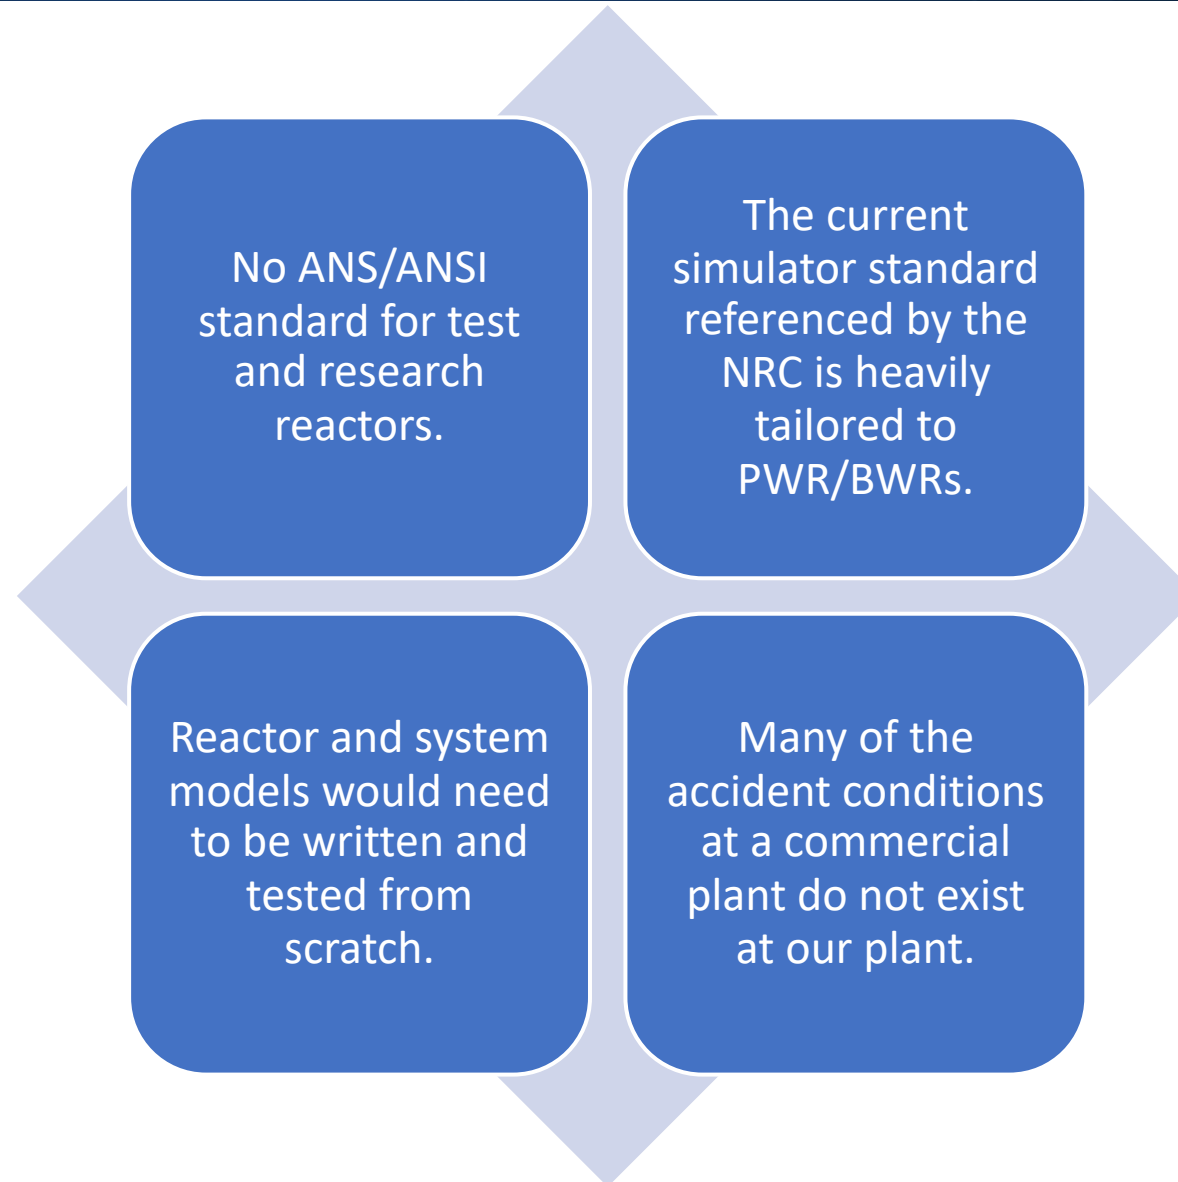 No ANS/ANSI
standard for test
and research
reactors.
The current
simulator standard
referenced by the
NRC is heavily
tailored to
PWR/BWRs.
Reactor and system
models would need
to be written and
tested from
scratch.
Many of the
accident conditions
at a commercial
plant do not exist
at our plant.